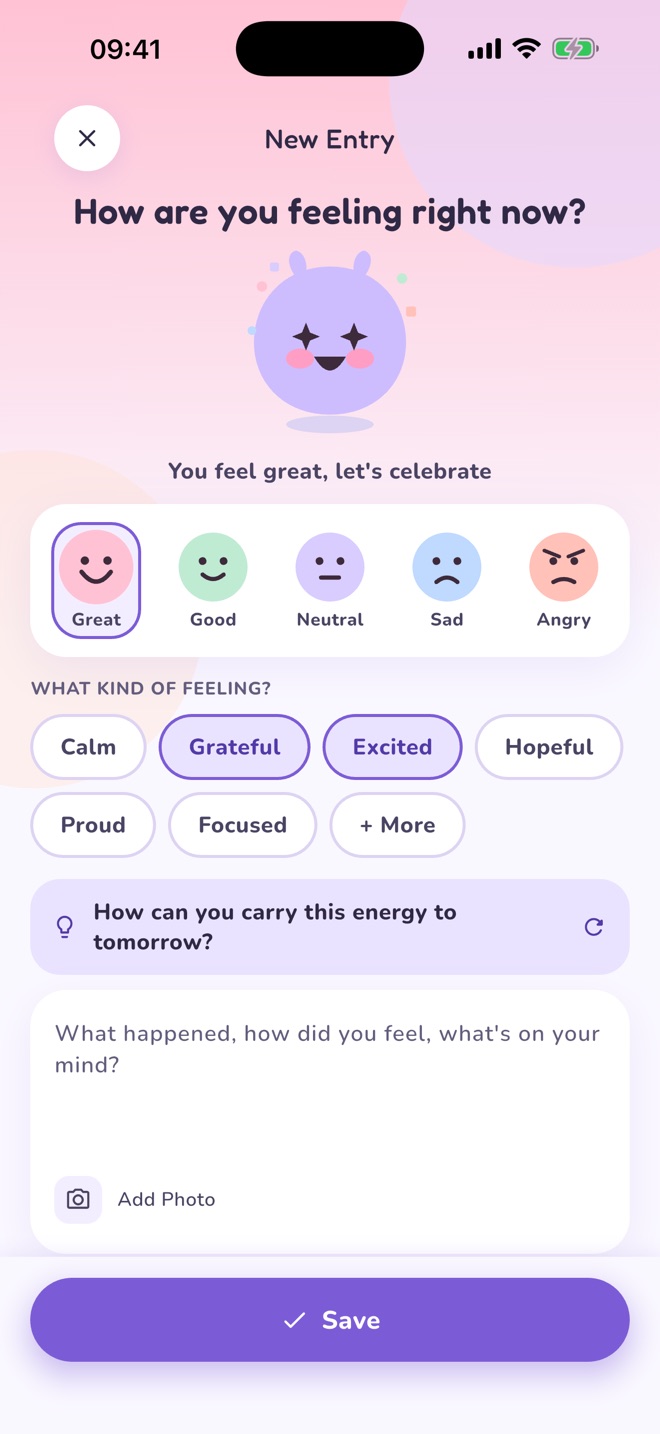 09:41
New Entry
How are you feeling right now?
You feel great, let's celebrate
Great
Good
Neutral
Sad
Angry
WHAT KIND OF FEELING?
Calm
Grateful
Excited
Hopeful
Proud
Focused
+ More
How can you carry this energy to
tomorrow?
What happened, how did you feel, what's on your
mind?
Add Photo
Save